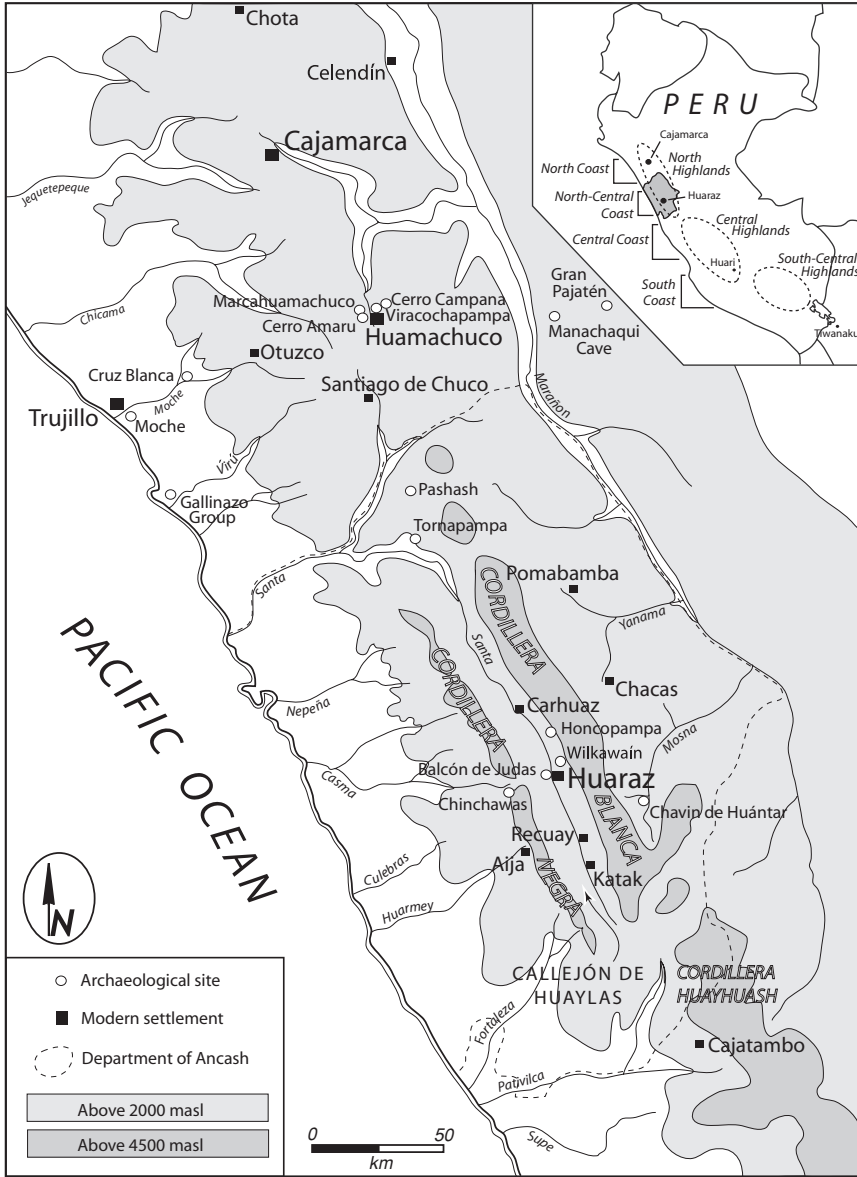 Chota
Celendín
Cajamarca
Jequetepeque
Chicama
Marcahuamachuco
Cerro Campana
Viracochapampa
Cerro Amaru
Huamachuco
Otuzco
Gran
Pajatén
Manachaqui
Cave
Cruz Blanca
Moche
Trujillo
Moche
Santiago de Chuco
Marañon
Virú
Gallinazo
Group
Pashash
Tornapampa
Santa
CORDILLERA
Pomabamba
Yanama
Santa
CORDILLERA
Chacas
Carhuaz
Honcopampa
Mosna
Wilkawaín
Balcón de Judas
Huaraz
Chinchawas
Chavin de Huántar
BLANCA
Nepeña
Casma
PACIFIC OCEAN
Recuay
Aija
NEGRA
Katak
Culebras
Huarmey
CALLEJÓN DE
HUAYLAS
CORDILLERA
HUAYHUASH
Fortaleza
Cajatambo
Pativilca
Supe
N
Archaeological site
Modern settlement
Department of Ancash
Above 2000 masl
Above 4500 masl
0 50
km
PERU
Cajamarca
North Coast
North
Highlands
North-Central
Coast
Huaraz
Central Coast
Central
Highlands
Huari
South-Central
Highlands
South
Coast
Tiwanaku